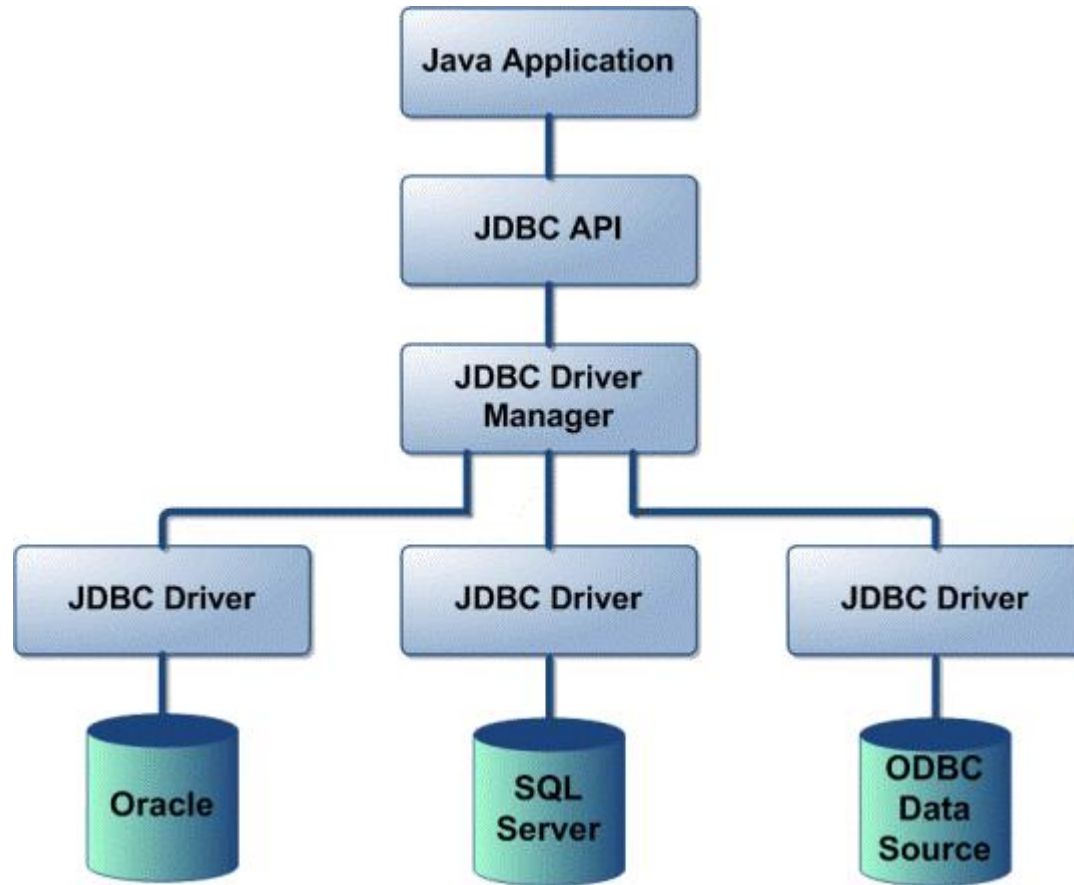 Java Application
JDBC API
JDBC Driver
Manager
JDBC Driver
JDBC Driver
JDBC Driver
Oracle
SQL
Server
ODBC
Data
Source